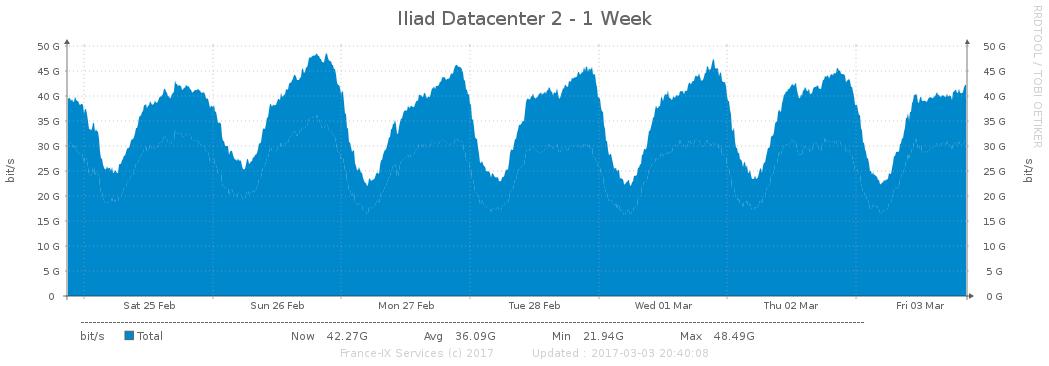 Iliad Datacenter 2 - 1 Week
RRDTOOL / TOBI OETIKER
50 G 50 G
45 G 45 G
40 G 40 G
35 G 35 G
30 G 30 G
25 G 25 G
20 G 20 G
15 G 15 G
10 G 10 G
5 G 5 G
0 0 G
bit/s bit/s
Sat 25 Feb Sun 26 Feb Mon 27 Feb Tue 28 Feb Wed 01 Mar Thu 02 Mar Fri 03 Mar
bit/s Total Now 42.27G Avg 36.09G Min 21.94G Max 48.49G
France-IX Services (c) 2017 Updated : 2017-03-03 20:40:08